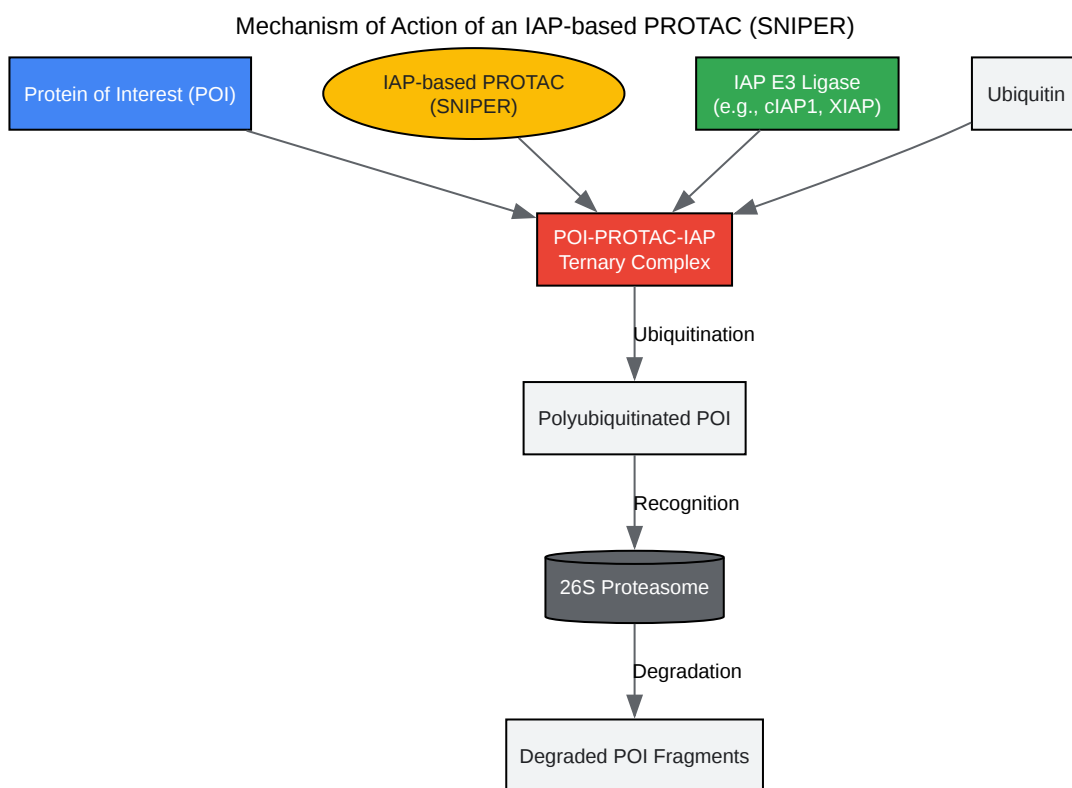 Mechanism of Action of an IAP-based PROTAC (SNIPER)
Protein of Interest (POI)
IAP-based PROTAC
(SNIPER)
IAP E3 Ligase
(e.g., cIAP1, XIAP)
Ubiquitin
POI-PROTAC-IAP
Ternary Complex
Ubiquitination
Polyubiquitinated POI
Recognition
26S Proteasome
Degradation
Degraded POI Fragments